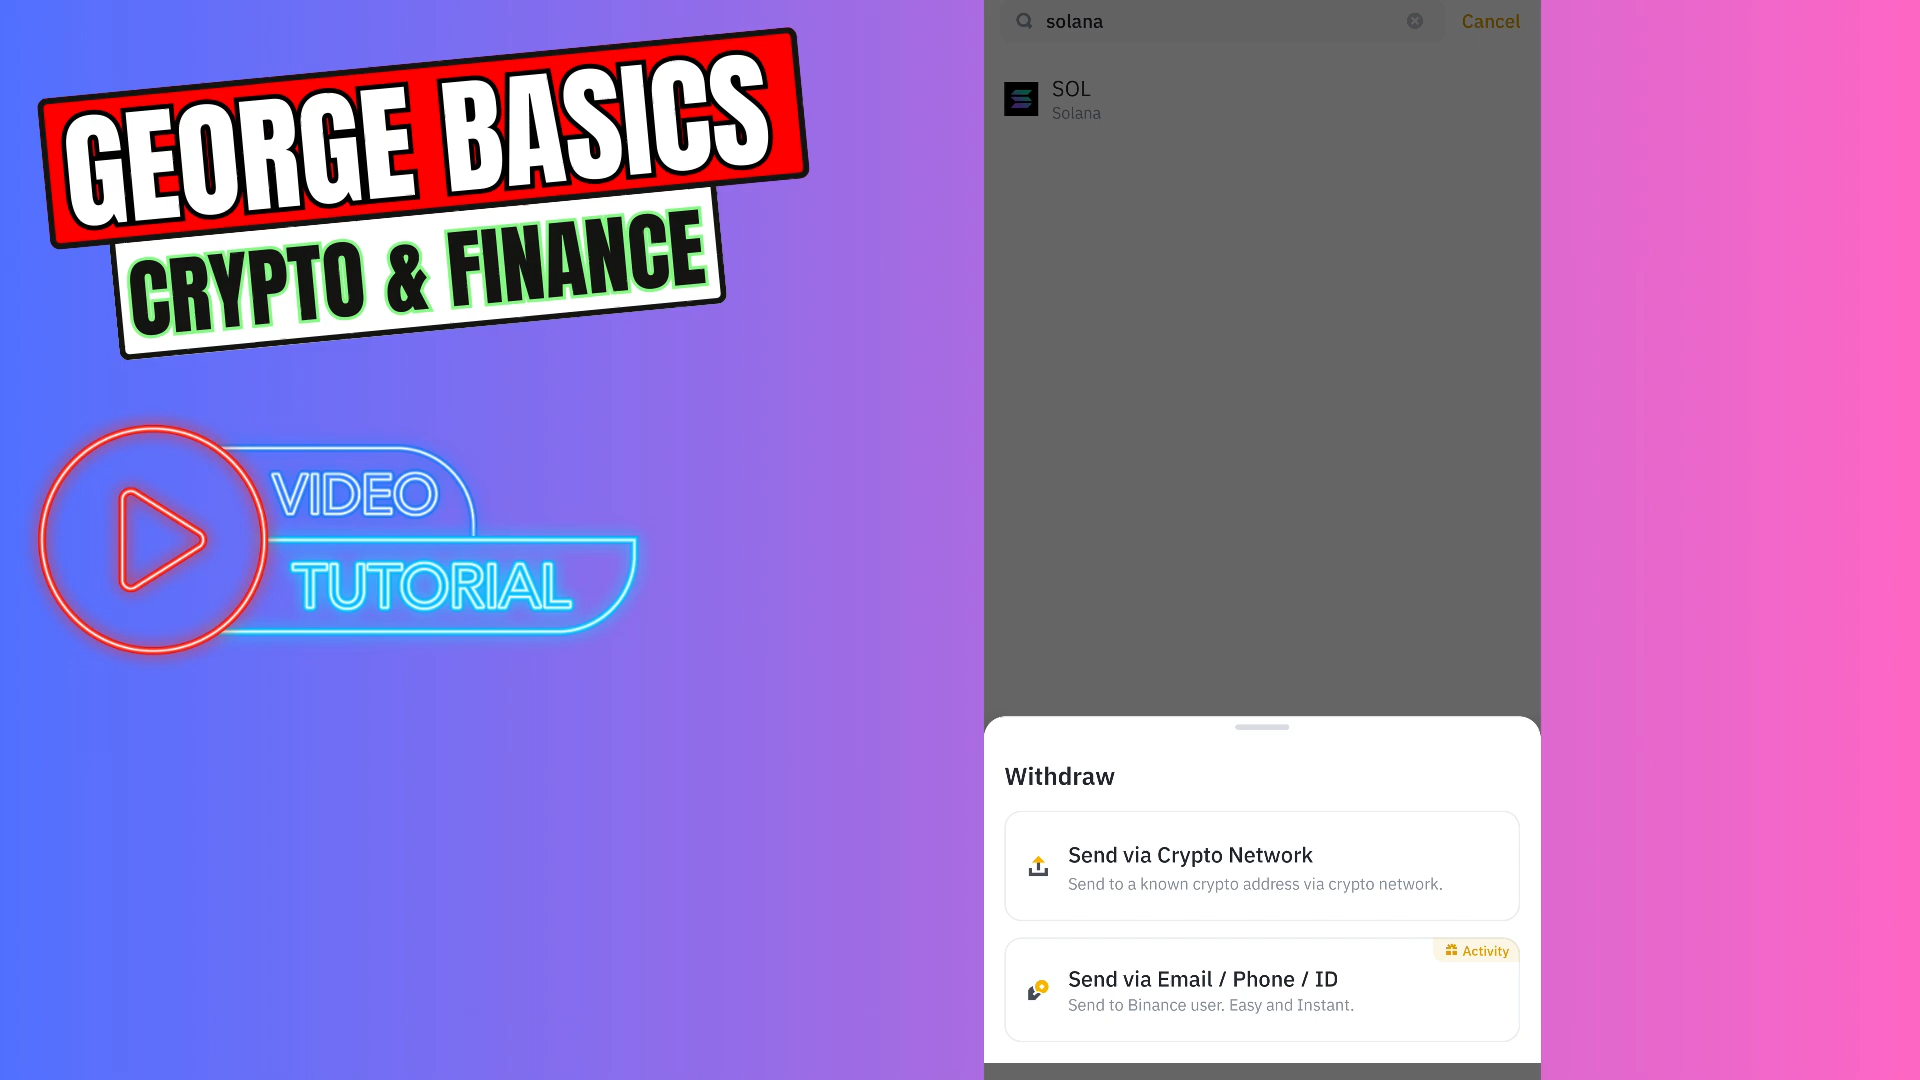 GEORGE BASICS
CRYPTO & FINANCE
VIDEO
TUTORIAL
solana
Cancel
SOL
Solana
Withdraw
Send via Crypto Network
Send to a known crypto address via crypto network.
Activity
Send via Email / Phone / ID
Send to Binance user. Easy and Instant.